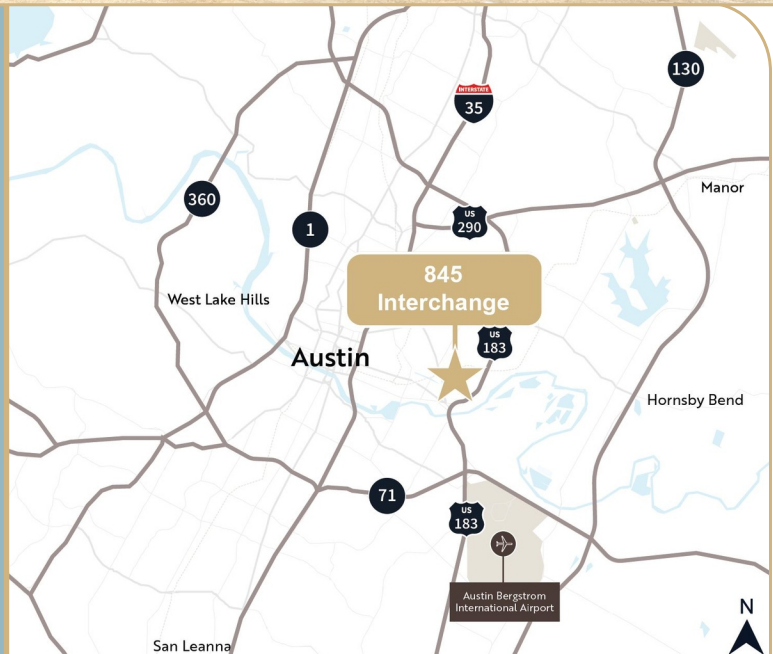 130
INTERSTATE
35
Manor
360
US
290
1
845
Interchange
West Lake Hills
US
183
Austin
Hornsby Bend
71
US
183
Austin Bergstrom
International Airport
N
San Leanna